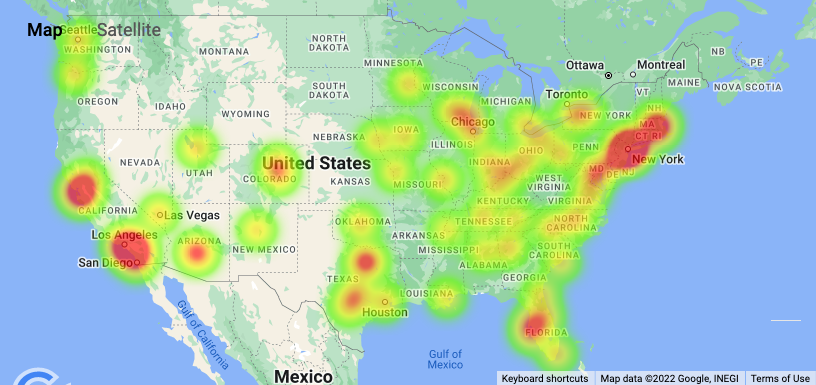 Map Satellite
Seattle
WASHINGTON
MONTANA
NORTH
DAKOTA
MINNESOTA
Ottawa
Montreal
NB
PE
NOVA SCOTIA
MAINE
VT
NH
OREGON
IDAHO
WYOMING
SOUTH
DAKOTA
WISCONSIN
MICHIGAN
Toronto
NEW YORK
MA
CT RI
Chicago
NEBRASKA
IOWA
ILLINOIS
INDIANA
OHIO
PENN
New York
NEVADA
UTAH
United States
COLORADO
KANSAS
MISSOURI
WEST
VIRGINIA
MD
DE NJ
KENTUCKY
VIRGINIA
CALIFORNIA
Las Vegas
OKLAHOMA
ARKANSAS
TENNESSEE
NORTH
CAROLINA
Los Angeles
ARIZONA
NEW MEXICO
MISSISSIPPI
SOUTH
CAROLINA
San Diego
TEXAS
ALABAMA
GEORGIA
LOUISIANA
Houston
FLORIDA
Gulf of California
Gulf of
Mexico
Mexico
Keyboard shortcuts Map data ©2022 Google, INEGI Terms of Use